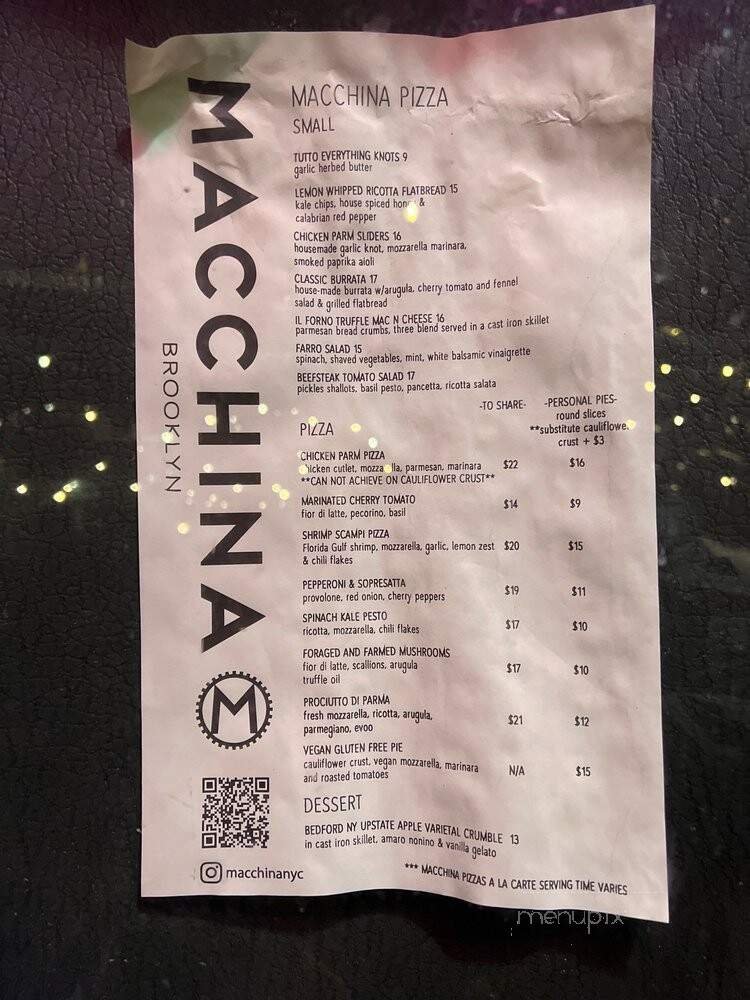 MACCHINA
BROOKLYN
M
macchinanyc
MACCHINA PIZZA
SMALL
TUTTO EVERYTHING KNOTS 9
garlic herbed butter
LEMON WHIPPED RICOTTA FLATBREAD 15
kale chips, house spiced honey &
calabrian red pepper
CHICKEN PARM SLIDERS 16
housemade garlic knot, mozzarella marinara,
smoked paprika aioli
CLASSIC BURRATA 17
house-made burrata w/arugula, cherry tomato and fennel
salad & grilled flatbread
IL FORNO TRUFFLE MAC N CHEESE 16
parmesan bread crumbs, three blend served in a cast iron skillet
FARRO SALAD 15
spinach, shaved vegetables, mint, white balsamic vinaigrette
BEEFSTEAK TOMATO SALAD 17
pickles shallots, basil pesto, pancetta, ricotta salata
-TO SHARE- -PERSONAL PIES-
round slices
**substitute cauliflower
crust + $3
PIZZA
CHICKEN PARM PIZZA
chicken cutlet, mozzarella, parmesan, marinara $22 $16
**CAN NOT ACHIEVE ON CAULIFLOWER CRUST**
MARINATED CHERRY TOMATO
fior di latte, pecorino, basil $14 $9
SHRIMP SCAMPI PIZZA
Florida Gulf shrimp, mozzarella, garlic, lemon zest $20 $15
& chili flakes
PEPPERONI & SOPRESATTA
provolone, red onion, cherry peppers $19 $11
SPINACH KALE PESTO
ricotta, mozzarella, chili flakes $17 $10
FORAGED AND FARMED MUSHROOMS
fior di latte, scallions, arugula $17 $10
truffle oil
PROCIUTTO DI PARMA
fresh mozzarella, ricotta, arugula, $21 $12
parmegiano, evoo
VEGAN GLUTEN FREE PIE
cauliflower crust, vegan mozzarella, marinara N/A $15
and roasted tomatoes
DESSERT
BEDFORD NY UPSTATE APPLE VARIETAL CRUMBLE 13
in cast iron skillet, amaro nonino & vanilla gelato
*** MACCHINA PIZZAS A LA CARTE SERVING TIME VARIES
menupix